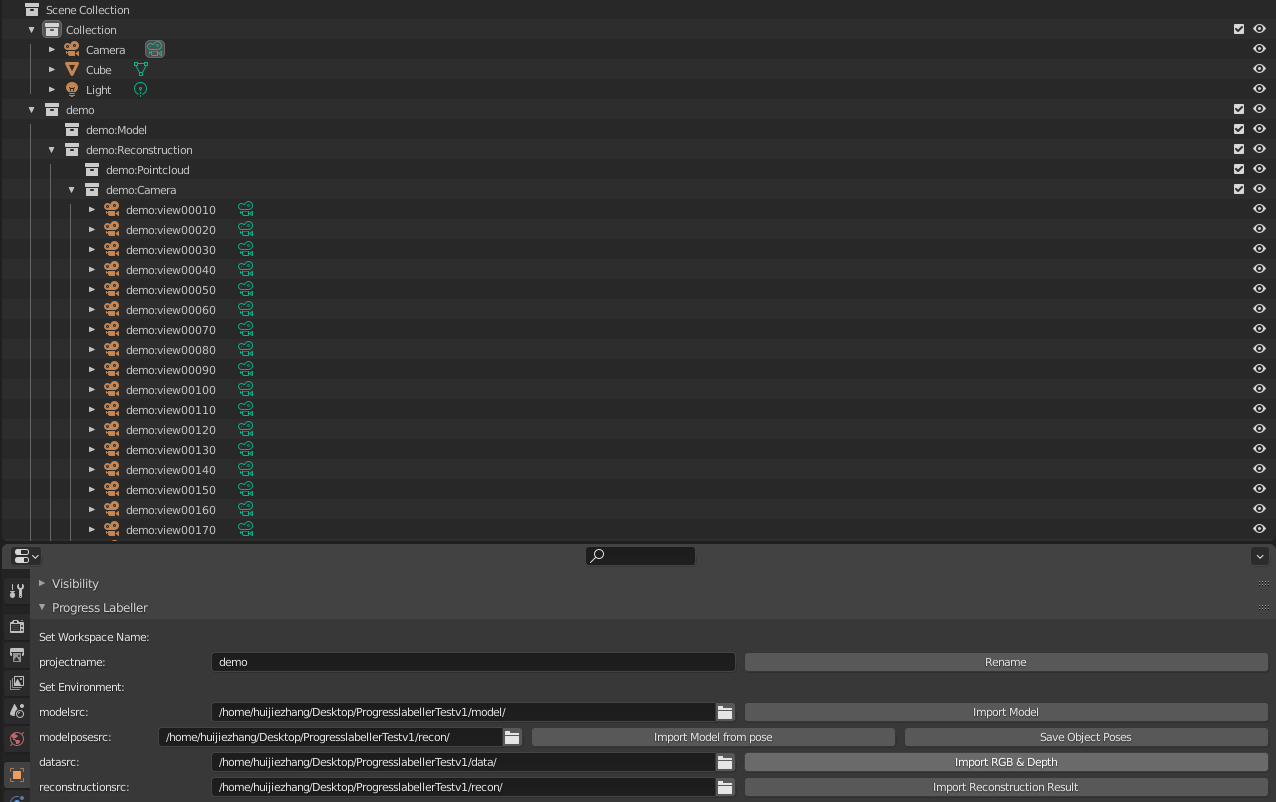 Scene Collection
Collection
Camera
Cube
Light
demo
demo:Model
demo:Reconstruction
demo:Pointcloud
demo:Camera
demo:view00010
demo:view00020
demo:view00030
demo:view00040
demo:view00050
demo:view00060
demo:view00070
demo:view00080
demo:view00090
demo:view00100
demo:view00110
demo:view00120
demo:view00130
demo:view00140
demo:view00150
demo:view00160
demo:view00170
Visibility
Progress Labeller
Set Workspace Name:
projectname: demo Rename
Set Environment:
modelsrc: /home/huijiezhang/Desktop/ProgresslabellerTestv1/model/ Import Model
modelposesrc: /home/huijiezhang/Desktop/ProgresslabellerTestv1/recon/ Import Model from pose Save Object Poses
datasrc: /home/huijiezhang/Desktop/ProgresslabellerTestv1/data/ Import RGB & Depth
reconstructionsrc: /home/huijiezhang/Desktop/ProgresslabellerTestv1/recon/ Import Reconstruction Result